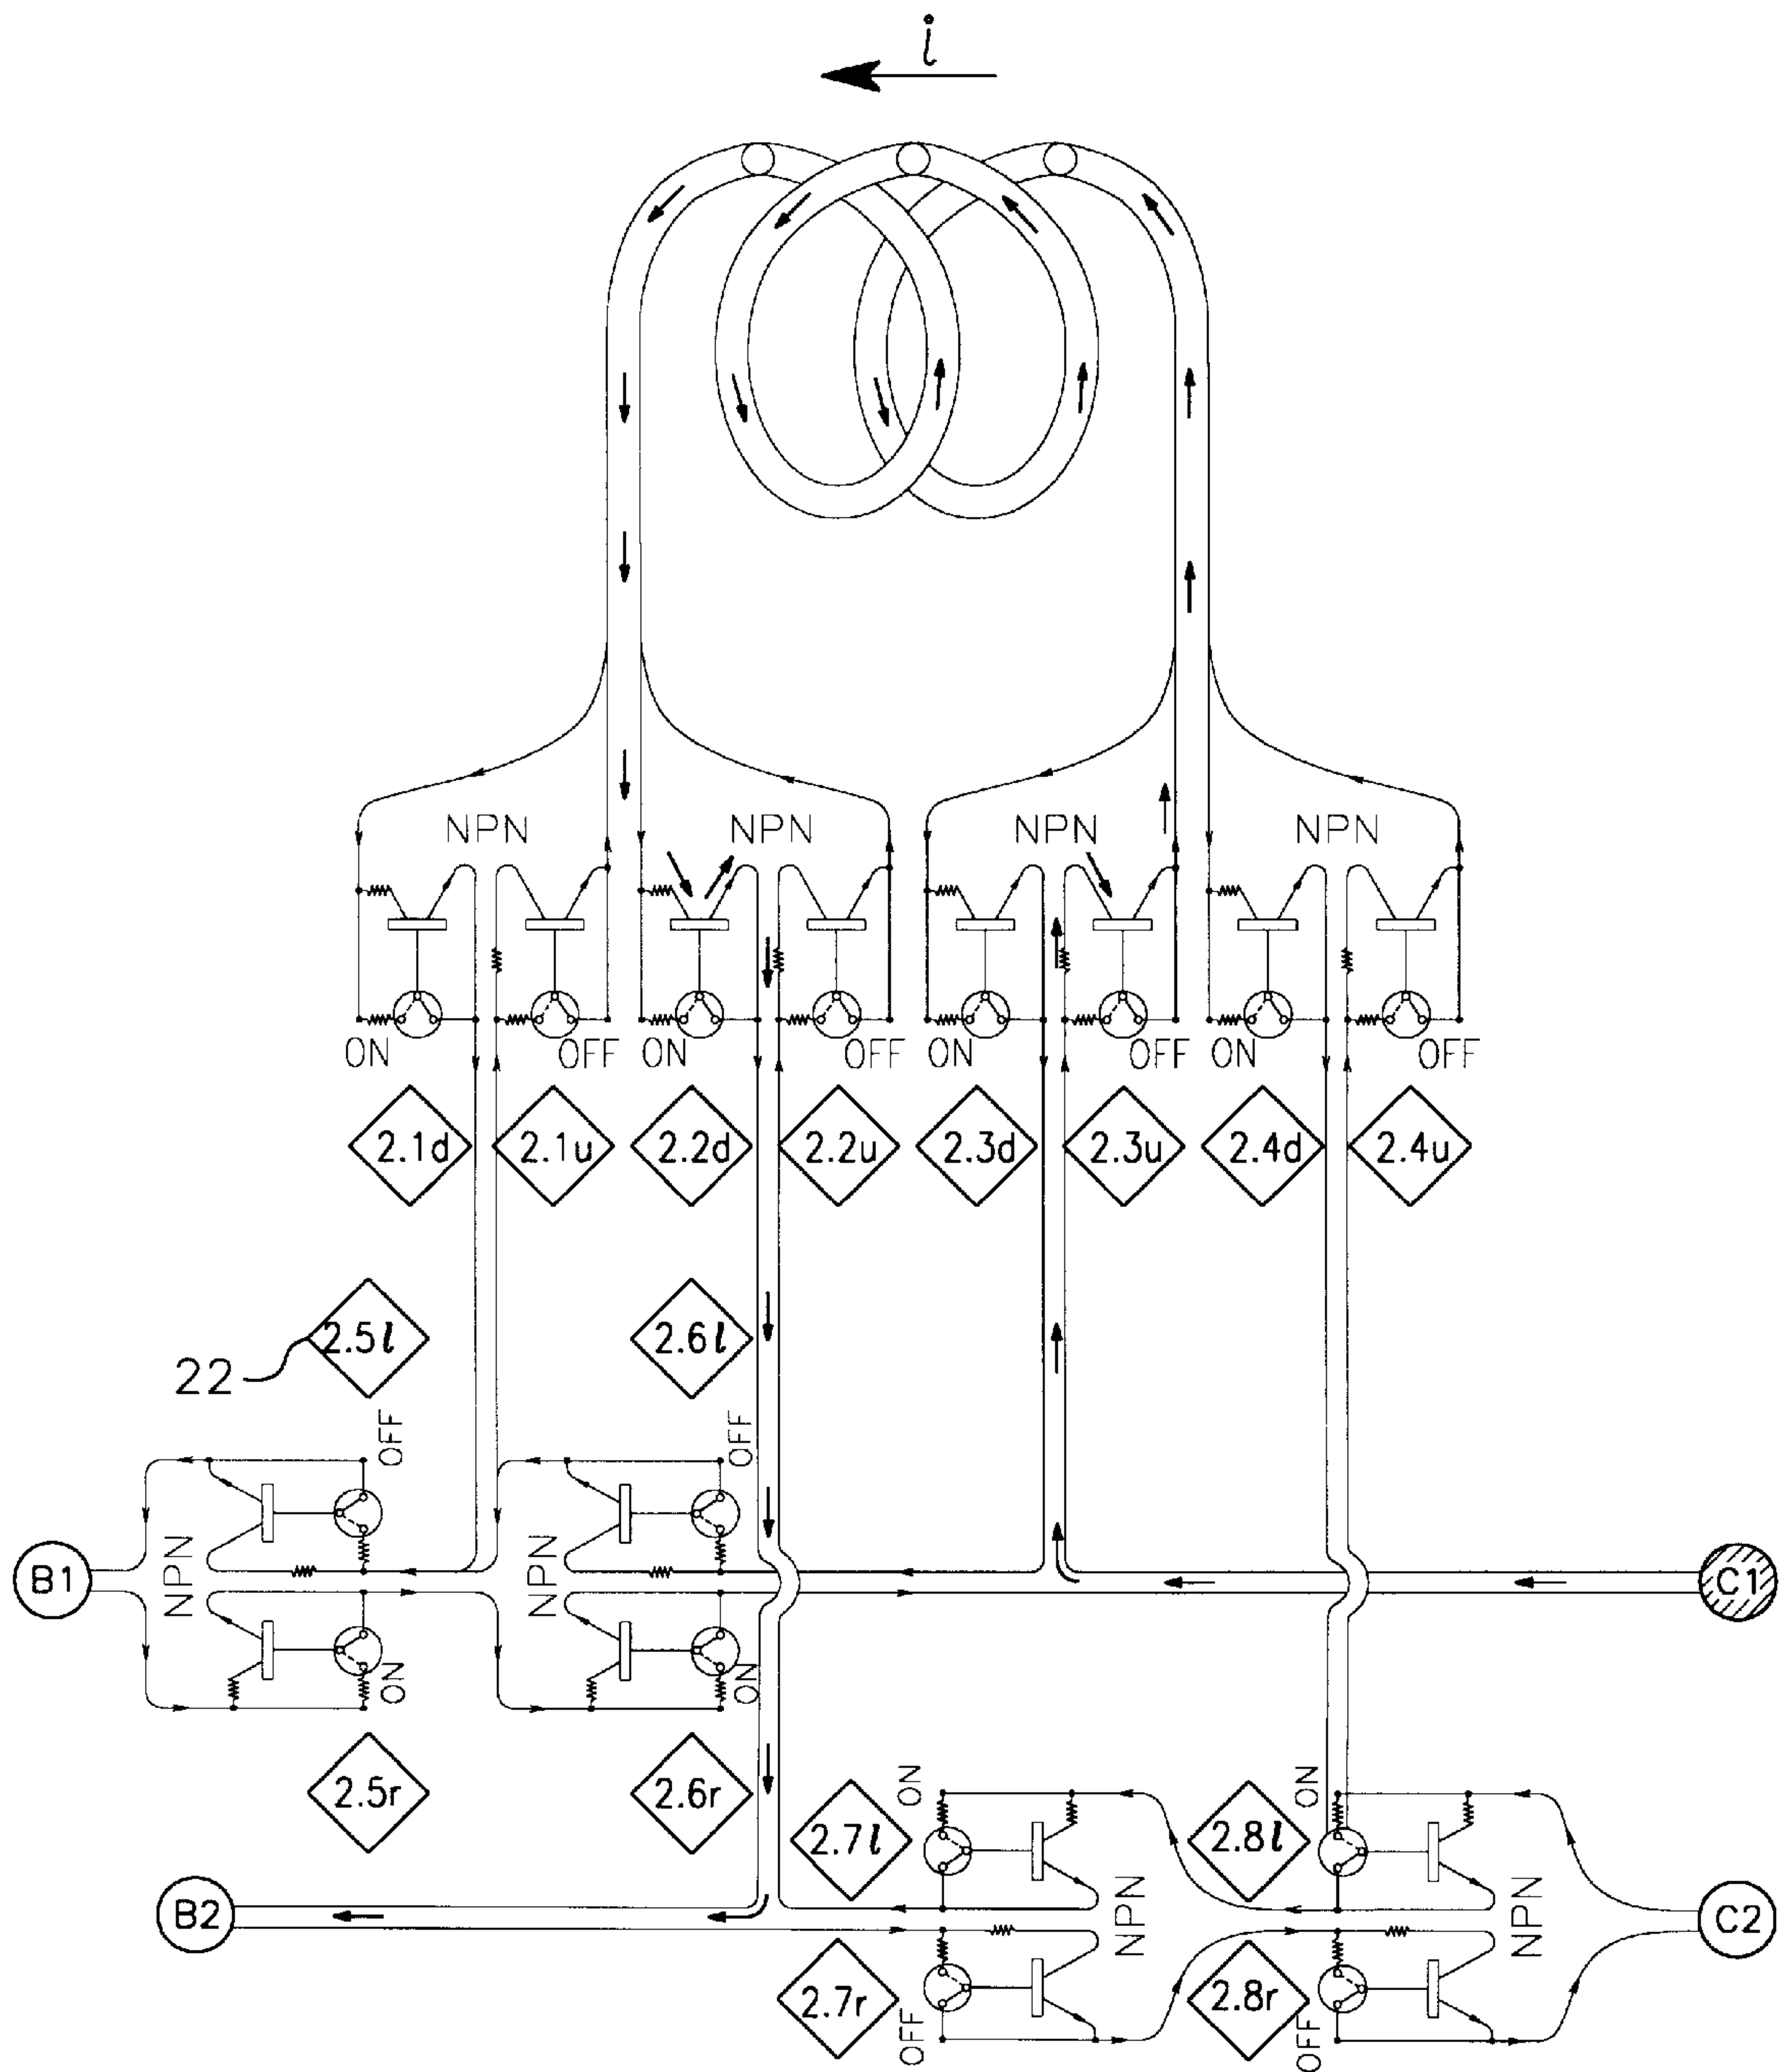 i
NPN NPN NPN NPN
ON OFF ON OFF ON OFF ON OFF
2.1d 2.1u 2.2d 2.2u 2.3d 2.3u 2.4d 2.4u
2.5l 2.6l
22
OFF OFF
B1 NPN NPN C1
ON ON
2.5r 2.6r
2.7l ON 2.8l ON
B2 NPN NPN C2
2.7r OFF 2.8r OFF